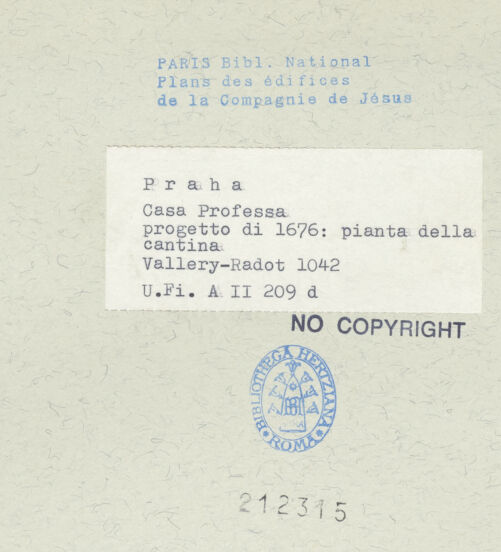 PARIS Bibl. National
Plans des édifices
de la Compagnie de Jésus
Praha
Casa Professa
progetto di 1676: pianta della
cantina
Vallery-Radot 1042
U.Fi. A II 209 d
NO COPYRIGHT
BIBLIOTHECA HERTZIANA
ROMA
212315